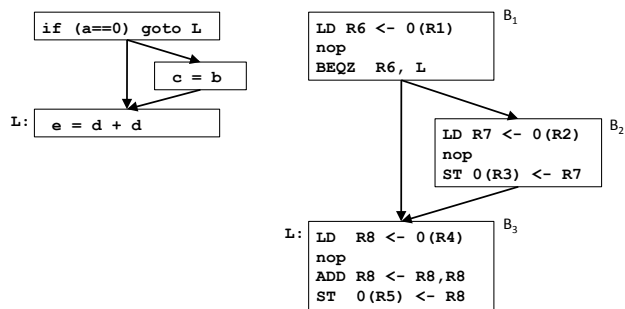 if (a==0) goto L
c = b
L:
e = d + d
B1
LD R6 <- 0(R1)
nop
BEQZ R6, L
B2
LD R7 <- 0(R2)
nop
ST 0(R3) <- R7
B3
L:
LD R8 <- 0(R4)
nop
ADD R8 <- R8,R8
ST 0(R5) <- R8